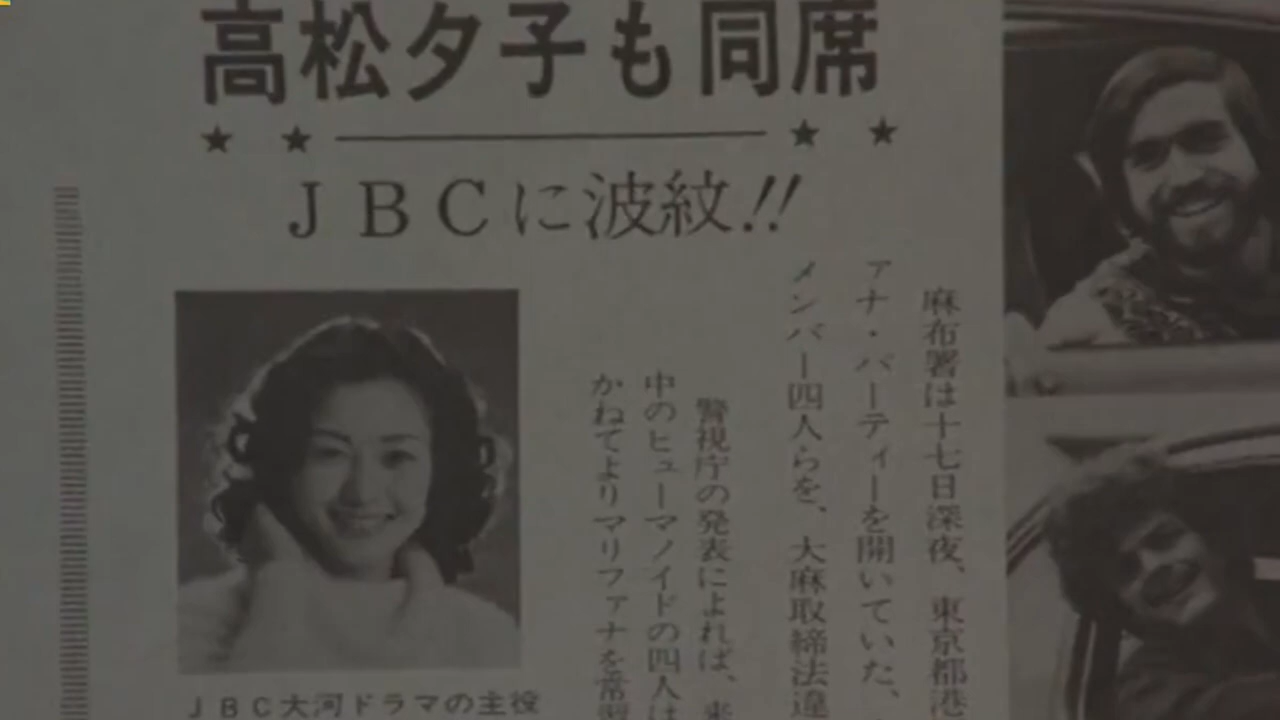 高松夕子も同席
★ ★ ★ ★
JBCに波紋!!
麻布署は十七日深夜、東京都港
アナ・パーティーを開いていた、
メンバー四人らを、大麻取締法違
警視庁の発表によれば、来
中のヒューマノイドの四人は
かねてよりマリファナを常習
JBC大河ドラマの主役